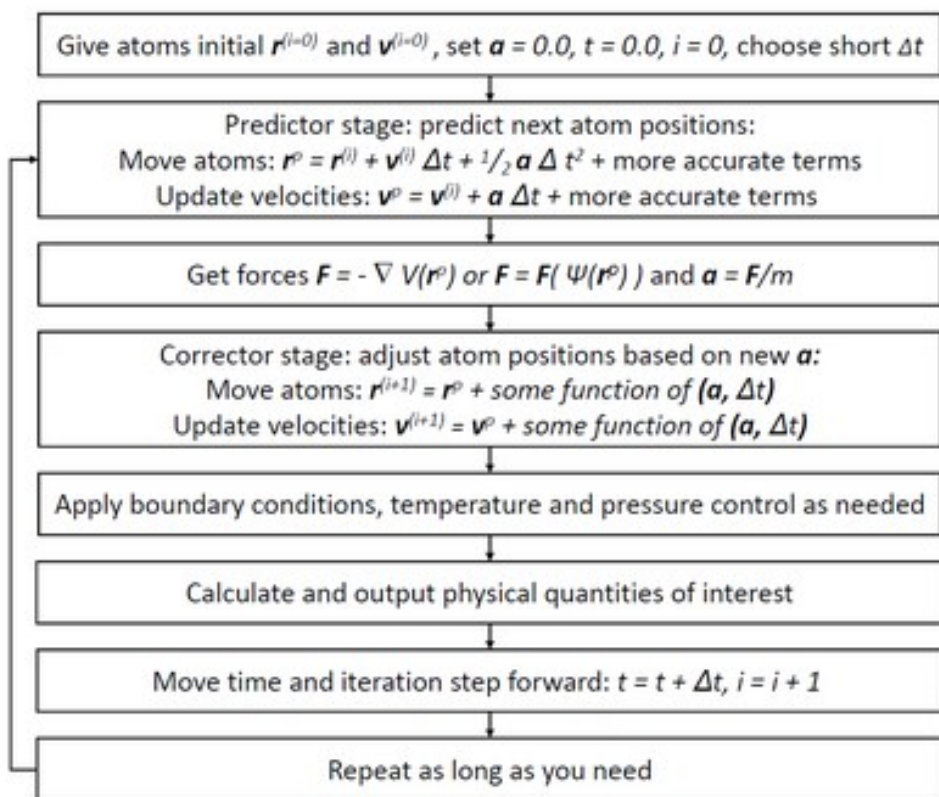 Give atoms initial r⁽ⁱ⁼⁰⁾ and v⁽ⁱ⁼⁰⁾ , set a = 0.0, t = 0.0, i = 0, choose short Δt
Predictor stage: predict next atom positions:
Move atoms: rᵖ = r⁽ⁱ⁾ + v⁽ⁱ⁾ Δt + ¹/₂ a Δ t² + more accurate terms
Update velocities: vᵖ = v⁽ⁱ⁾ + a Δt + more accurate terms
Get forces F = - ∇ V(rᵖ) or F = F( Ψ(rᵖ) ) and a = F/m
Corrector stage: adjust atom positions based on new a:
Move atoms: r⁽ⁱ⁺¹⁾ = rᵖ + some function of (a, Δt)
Update velocities: v⁽ⁱ⁺¹⁾ = vᵖ + some function of (a, Δt)
Apply boundary conditions, temperature and pressure control as needed
Calculate and output physical quantities of interest
Move time and iteration step forward: t = t + Δt, i = i + 1
Repeat as long as you need